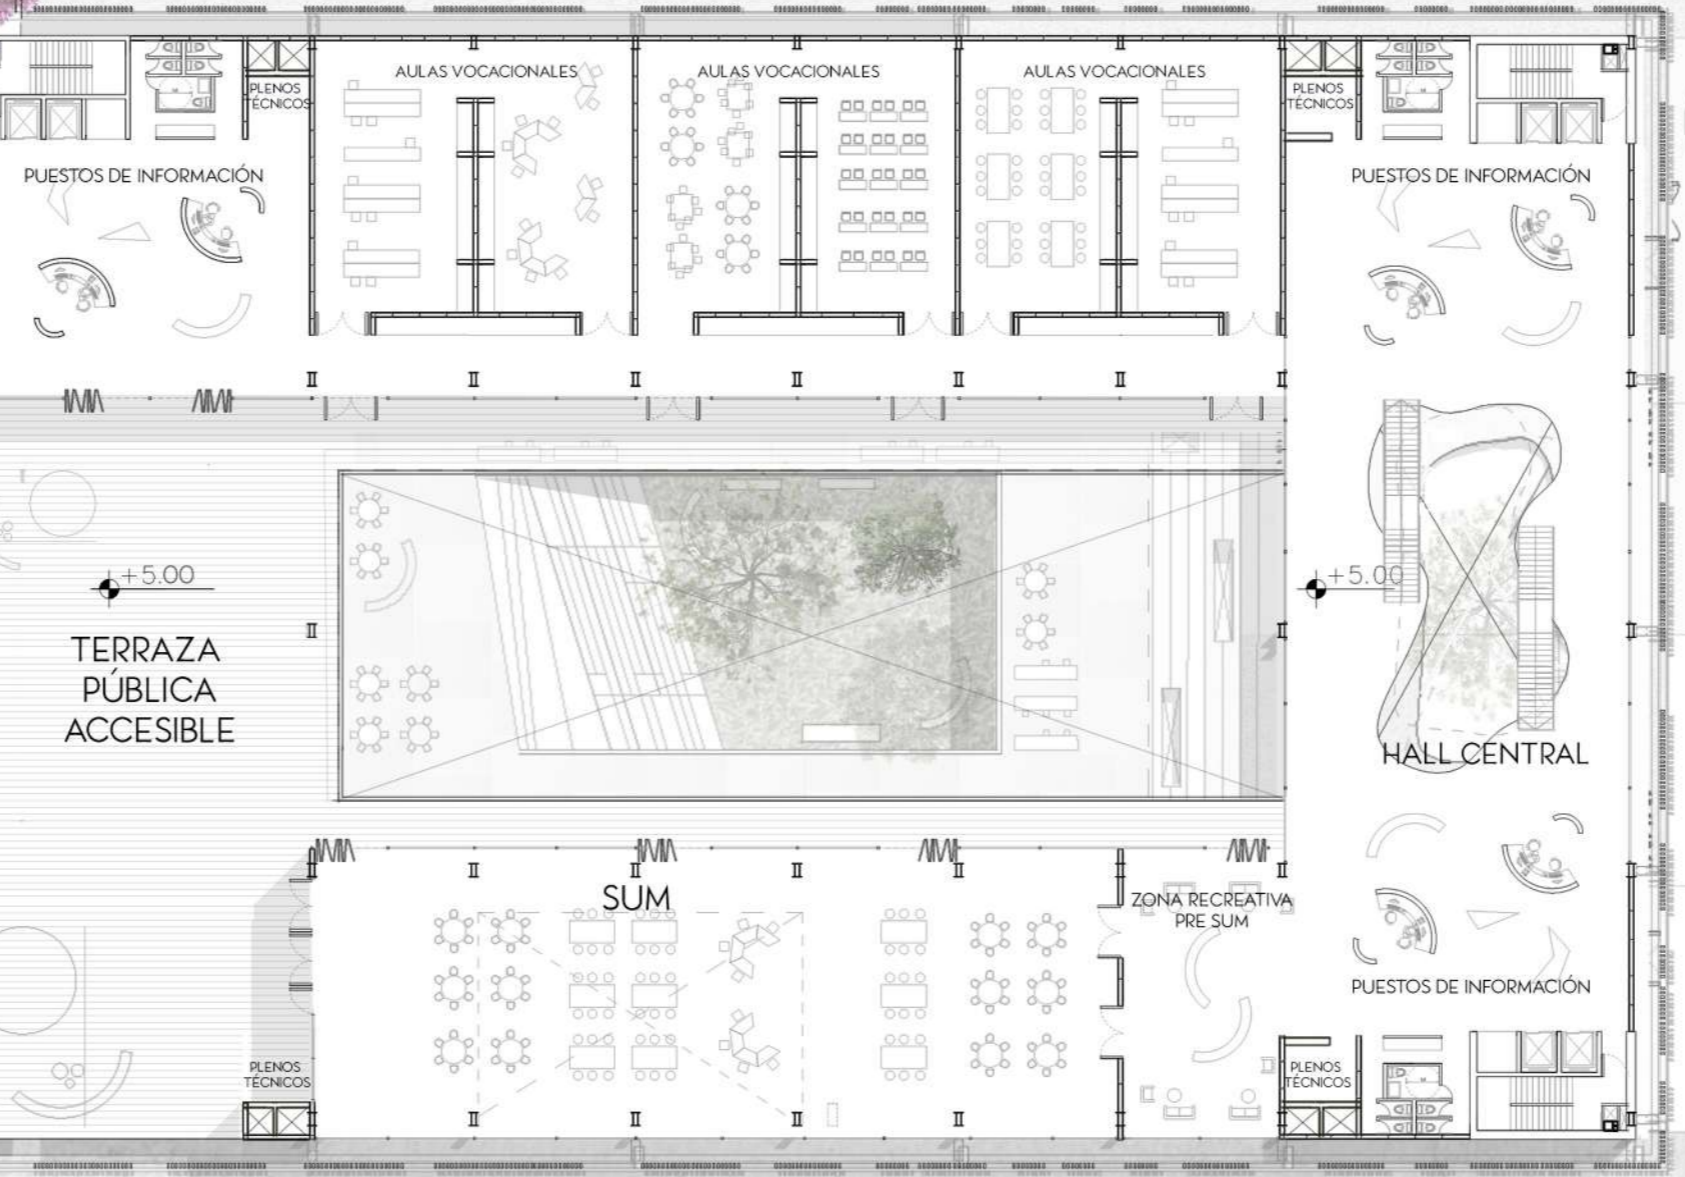 AULAS VOCACIONALES
AULAS VOCACIONALES
AULAS VOCACIONALES
PLENOS
TÉCNICOS
PLENOS
TÉCNICOS
PUESTOS DE INFORMACIÓN
PUESTOS DE INFORMACIÓN
+5.00
+5.00
TERRAZA
PÚBLICA
ACCESIBLE
HALL CENTRAL
SUM
ZONA RECREATIVA
PRE SUM
PUESTOS DE INFORMACIÓN
PLENOS
TÉCNICOS
PLENOS
TÉCNICOS